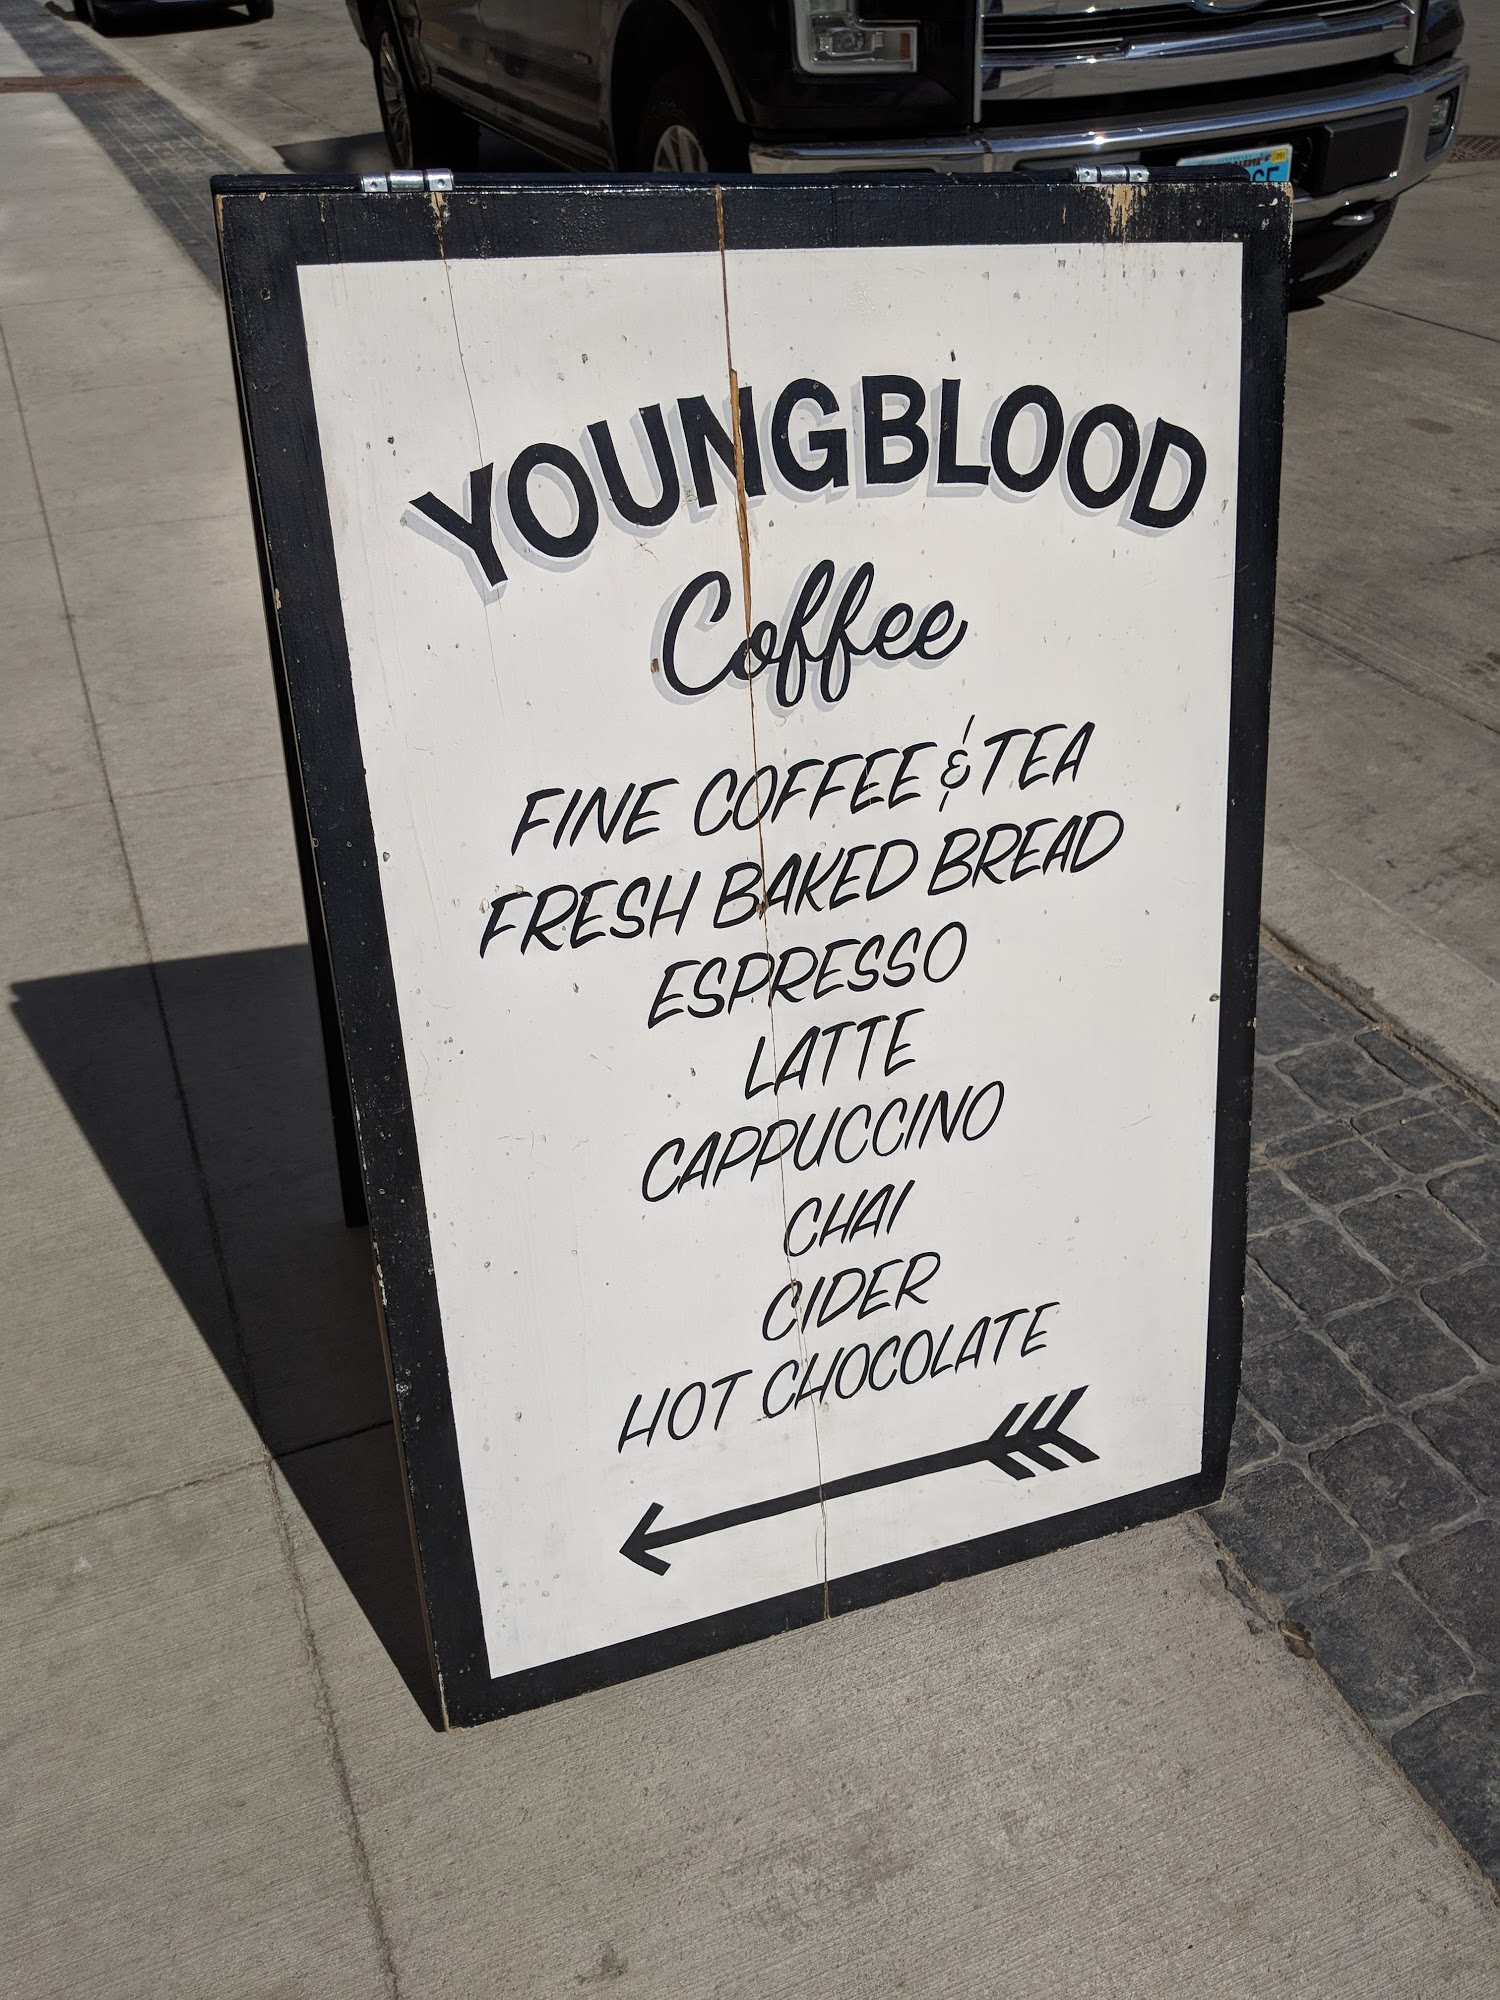 YOUNGBLOOD
Coffee
FINE COFFEE & TEA
FRESH BAKED BREAD
ESPRESSO
LATTE
CAPPUCCINO
CHAI
CIDER
HOT CHOCOLATE